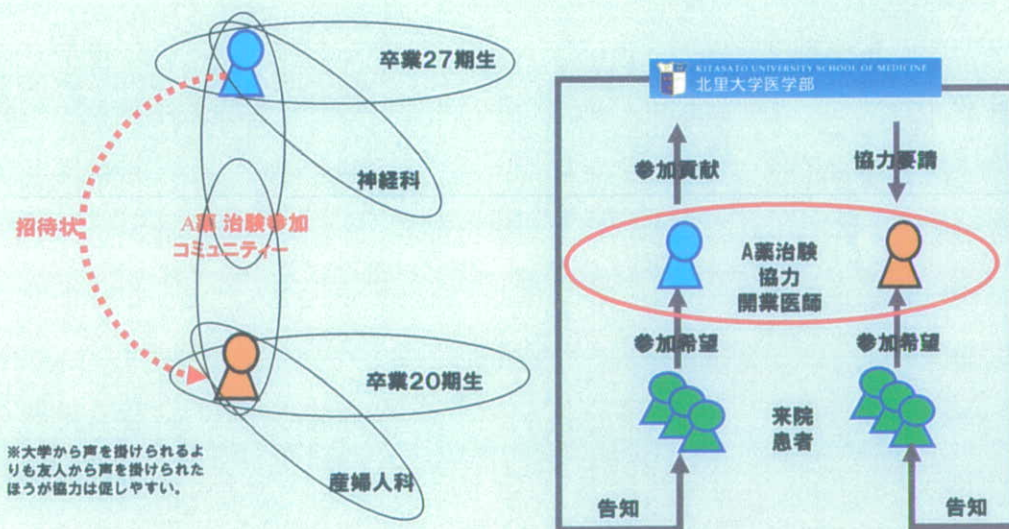 卒業27期生
神経科
招待状
A薬 治験参加
コミュニティー
卒業20期生
産婦人科
※大学から声を掛けられるよ
りも友人から声を掛けられた
ほうが協力は促しやすい。
KITASATO UNIVERSITY SCHOOL OF MEDICINE
北里大学医学部
参加貢献
協力要請
A薬治験
協力
開業医師
参加希望
参加希望
来院
患者
告知
告知